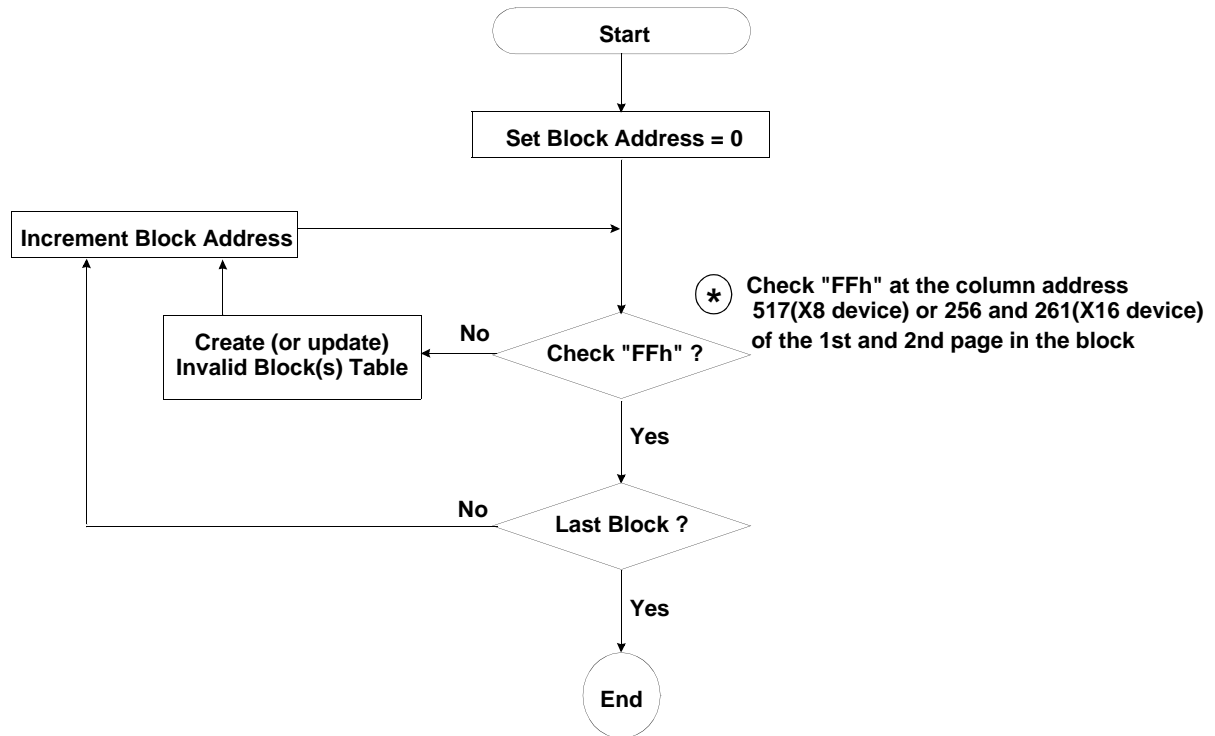 Start
Set Block Address = 0
Increment Block Address
* Check "FFh" at the column address
517(X8 device) or 256 and 261(X16 device)
of the 1st and 2nd page in the block
No
Create (or update)
Invalid Block(s) Table
Check "FFh" ?
Yes
No
Last Block ?
Yes
End